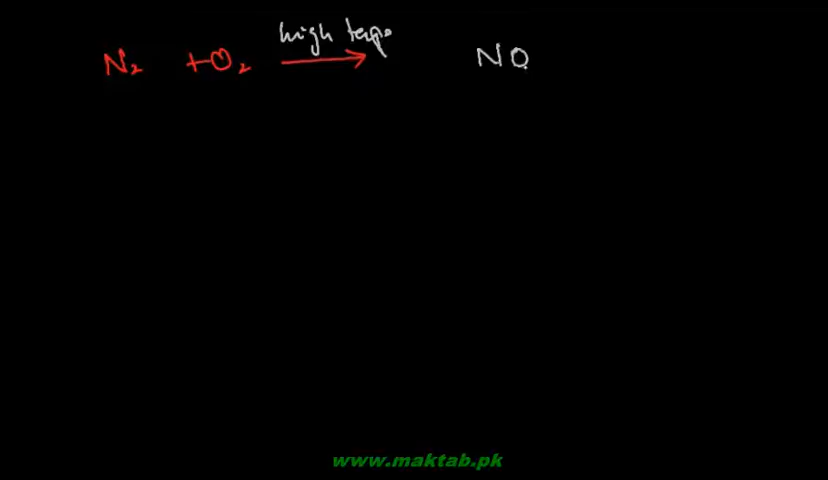 high temp
N₂ + O₂ → NO
www.maktab.pk